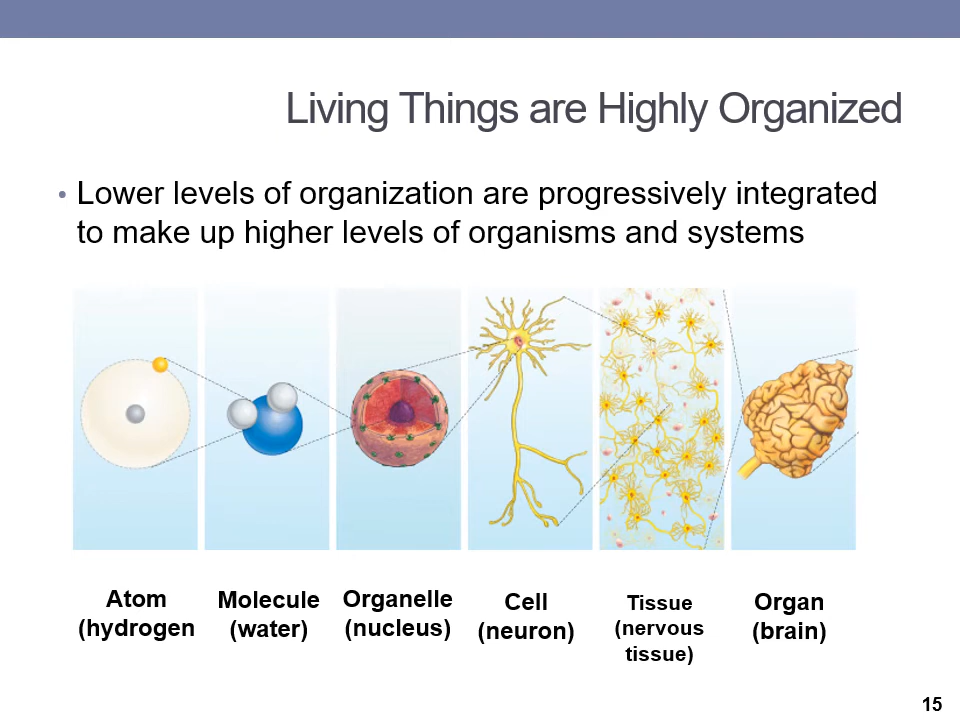 Living Things are Highly Organized
• Lower levels of organization are progressively integrated
to make up higher levels of organisms and systems
Atom
(hydrogen
Molecule
(water)
Organelle
(nucleus)
Cell
(neuron)
Tissue
(nervous
tissue)
Organ
(brain)
15